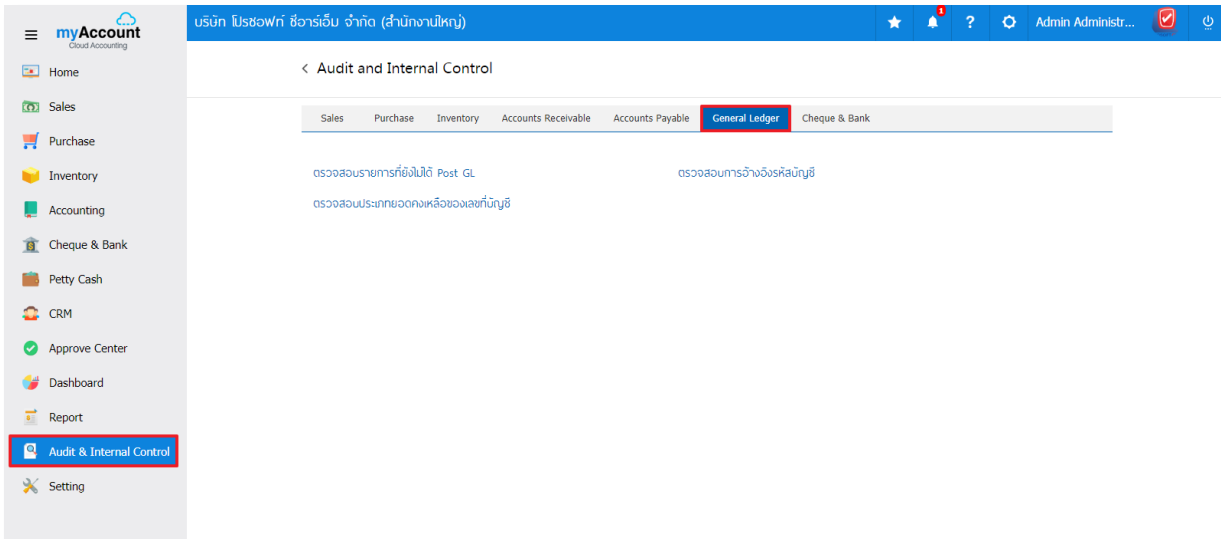 myAccount
Cloud Accounting
บริษัท โปรซอฟท์ ซีอาร์เอ็ม จำกัด (สำนักงานใหญ่)
1
?
Admin Administr...
Home
Sales
Purchase
Inventory
Accounting
Cheque & Bank
Petty Cash
CRM
Approve Center
Dashboard
Report
Audit & Internal Control
Setting
< Audit and Internal Control
Sales Purchase Inventory Accounts Receivable Accounts Payable General Ledger Cheque & Bank
ตรวจสอบรายการที่ยังไม่ได้ Post GL ตรวจสอบการอ้างอิงรหัสบัญชี
ตรวจสอบประเภทยอดคงเหลือของเลขที่บัญชี